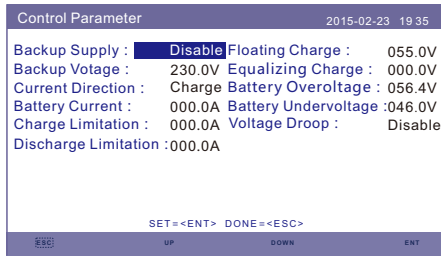 Control Parameter 2015-02-23 19 35
Backup Supply : Disable Floating Charge : 055.0V
Backup Votage : 230.0V Equalizing Charge : 000.0V
Current Direction : Charge Battery Overoltage : 056.4V
Battery Current : 000.0A Battery Undervoltage :046.0V
Charge Limitation : 000.0A Voltage Droop : Disable
Discharge Limitation :000.0A
SET=<ENT> DONE=<ESC>
ESC UP DOWN ENT